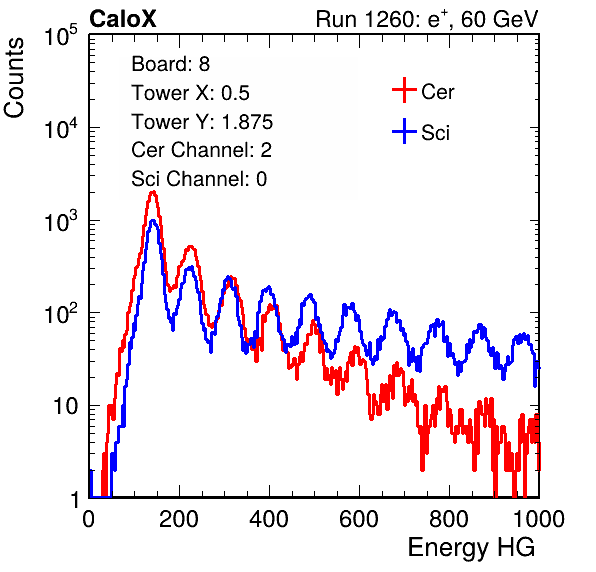 CaloX Run 1260: e⁺, 60 GeV
Counts
Board: 8
Tower X: 0.5
Tower Y: 1.875
Cer Channel: 2
Sci Channel: 0
Cer
Sci
10⁵
10⁴
10³
10²
10
1
0 200 400 600 800 1000
Energy HG